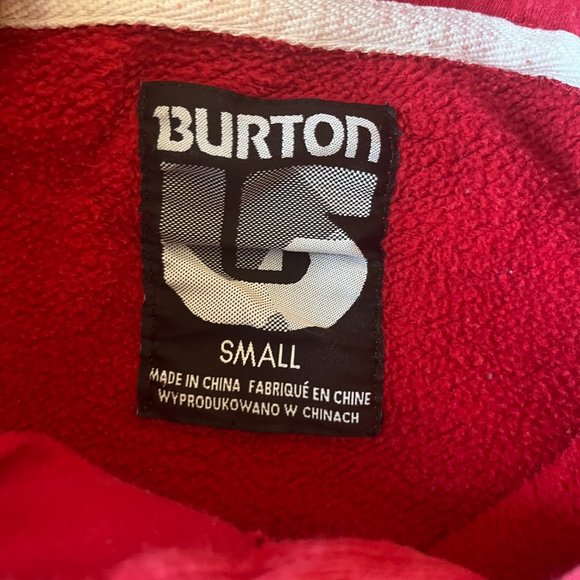 BURTON
SMALL
MADE IN CHINA FABRIQUÉ EN CHINE
WYPRODUKOWANO W CHINACH